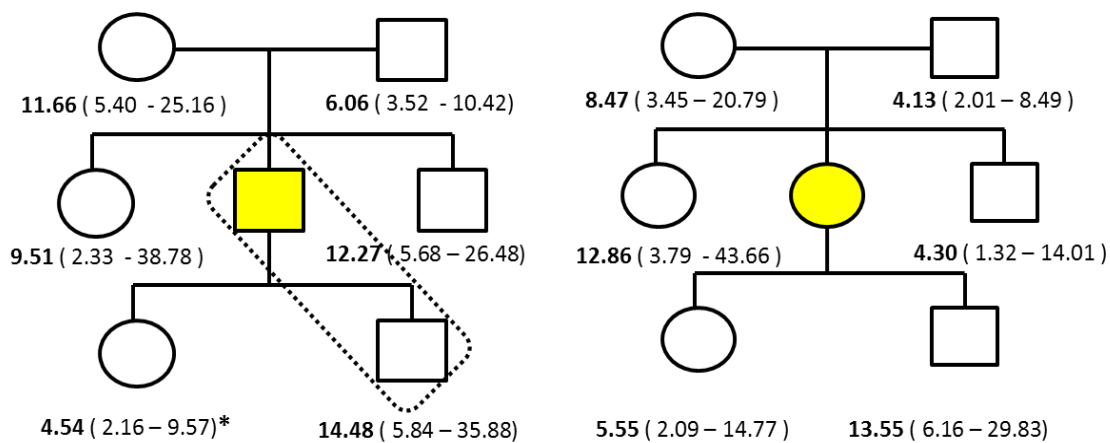 11.66 ( 5.40 - 25.16 ) 6.06 ( 3.52 - 10.42) 8.47 ( 3.45 – 20.79 ) 4.13 ( 2.01 – 8.49 )
9.51 ( 2.33 - 38.78 ) 12.27 ( 5.68 – 26.48) 12.86 ( 3.79 - 43.66 ) 4.30 ( 1.32 – 14.01 )
4.54 ( 2.16 – 9.57)* 14.48 ( 5.84 – 35.88) 5.55 ( 2.09 – 14.77 ) 13.55 ( 6.16 – 29.83)